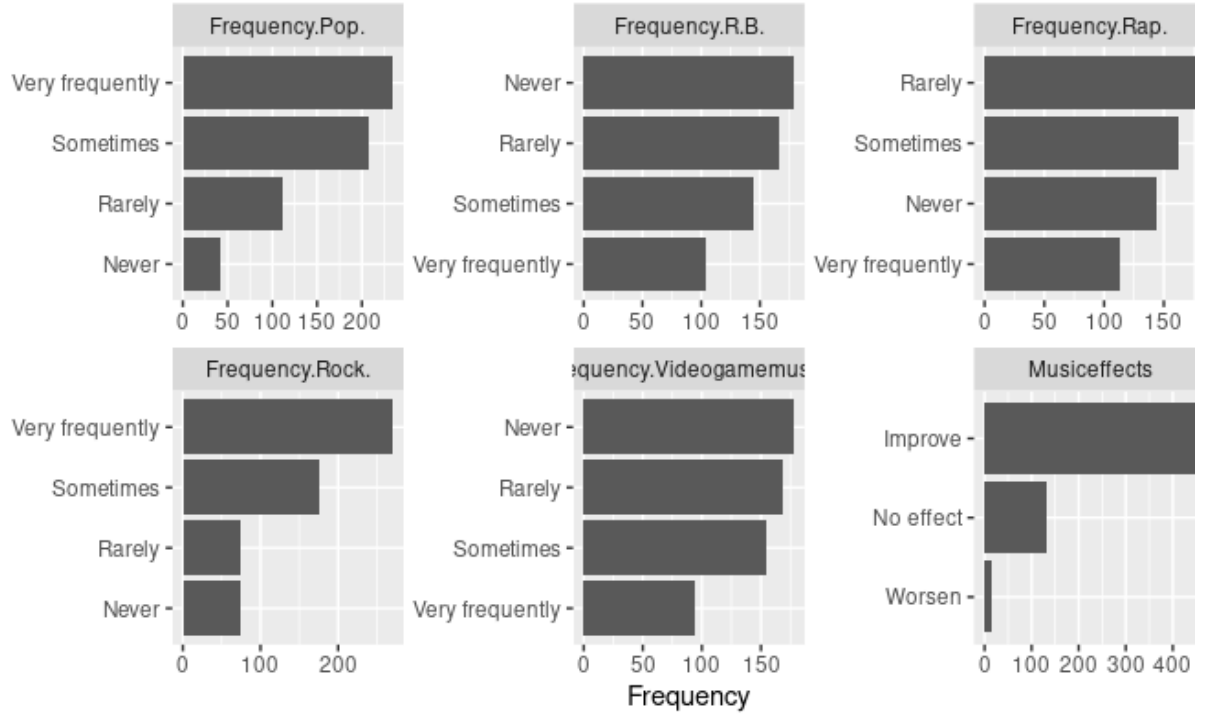 Frequency.Pop.
Very frequently
Sometimes
Rarely
Never
0 50 100 150 200
Frequency.R.B.
Never
Rarely
Sometimes
Very frequently
0 50 100 150
Frequency.Rap.
Rarely
Sometimes
Never
Very frequently
0 50 100 150
Frequency.Rock.
Very frequently
Sometimes
Rarely
Never
0 100 200
equency.Videogamemus
Never
Rarely
Sometimes
Very frequently
0 50 100 150
Musiceffects
Improve
No effect
Worsen
0 100 200 300 400
Frequency